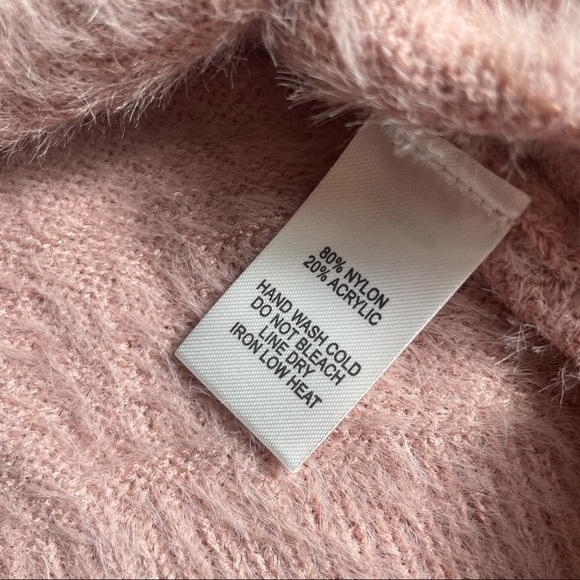 80% NYLON
20% ACRYLIC
HAND WASH COLD
DO NOT BLEACH
LINE DRY
IRON LOW HEAT